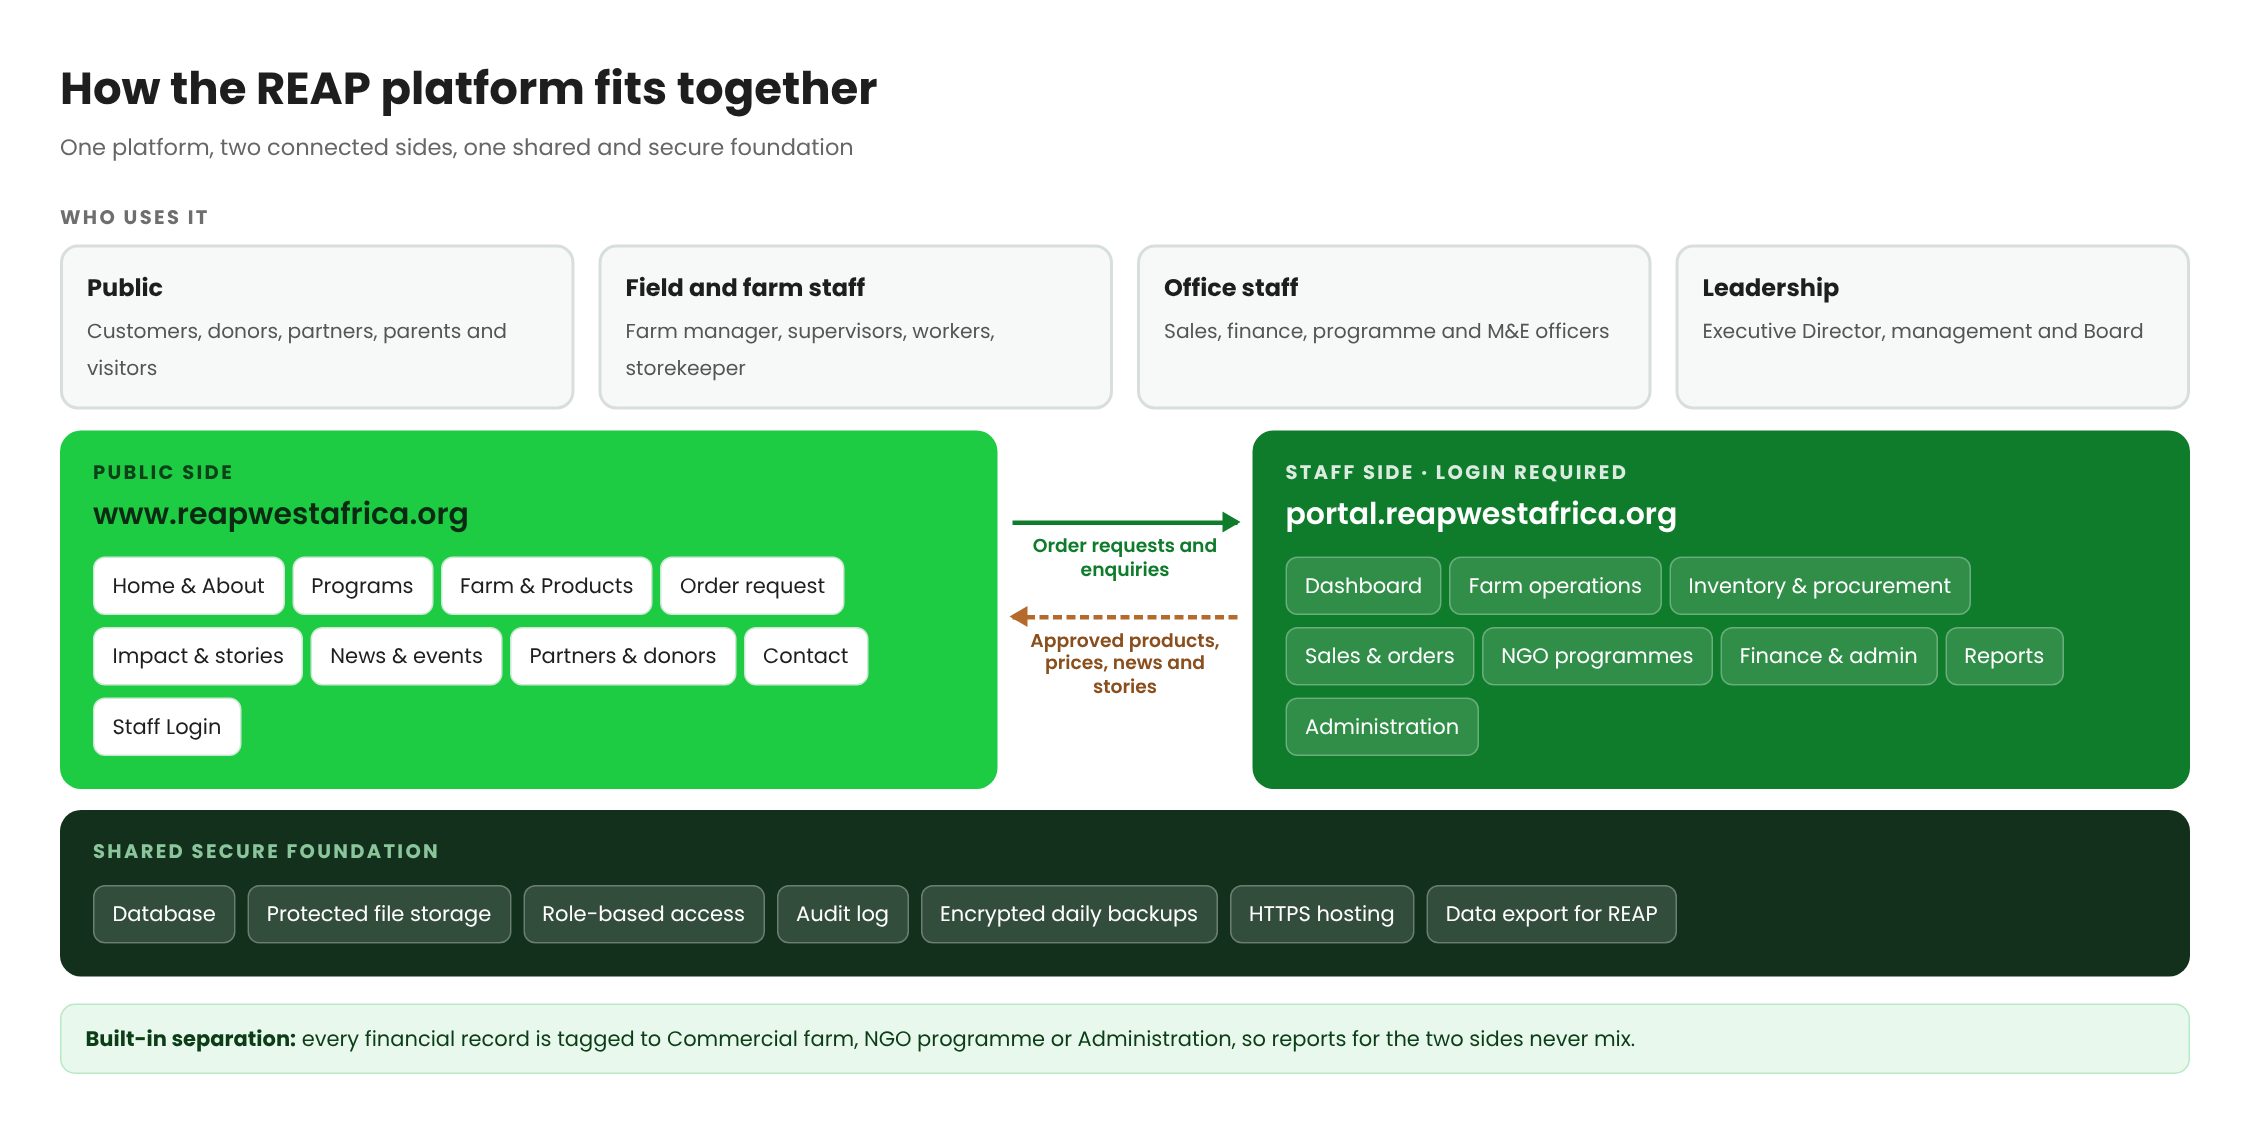 How the REAP platform fits together
One platform, two connected sides, one shared and secure foundation
WHO USES IT
Public
Customers, donors, partners, parents and
visitors
Field and farm staff
Farm manager, supervisors, workers,
storekeeper
Office staff
Sales, finance, programme and M&E officers
Leadership
Executive Director, management and Board
PUBLIC SIDE
www.reapwestafrica.org
Home & About
Programs
Farm & Products
Order request
Impact & stories
News & events
Partners & donors
Contact
Staff Login
Order requests and
enquiries
Approved products,
prices, news and
stories
STAFF SIDE · LOGIN REQUIRED
portal.reapwestafrica.org
Dashboard
Farm operations
Inventory & procurement
Sales & orders
NGO programmes
Finance & admin
Reports
Administration
SHARED SECURE FOUNDATION
Database
Protected file storage
Role-based access
Audit log
Encrypted daily backups
HTTPS hosting
Data export for REAP
Built-in separation: every financial record is tagged to Commercial farm, NGO programme or Administration, so reports for the two sides never mix.